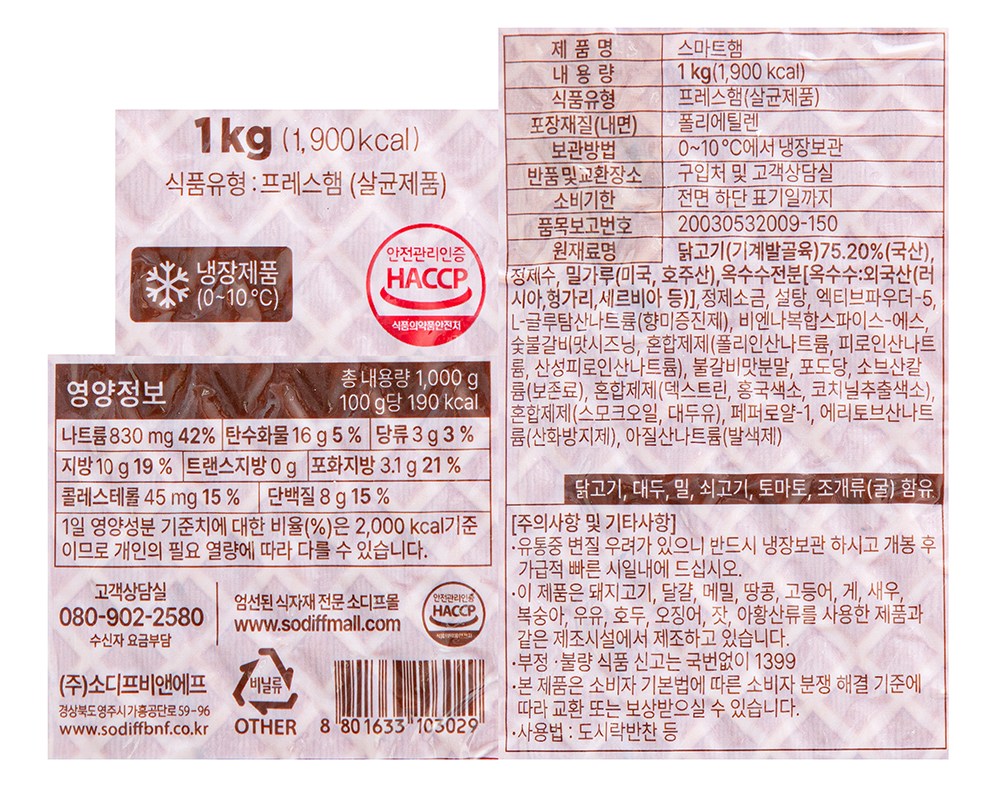 1kg (1,900kcal)
식품유형 : 프레스햄 (살균제품)
냉장제품
(0~10℃)
안전관리인증
HACCP
식품의약품안전처
영양정보
총 내용량 1,000 g
100 g당 190 kcal
나트륨 830 mg 42% 탄수화물 16 g 5 % 당류 3 g 3 %
지방 10 g 19 % 트랜스지방 0 g 포화지방 3.1 g 21 %
콜레스테롤 45 mg 15 % 단백질 8 g 15 %
1일 영양성분 기준치에 대한 비율(%)은 2,000 kcal기준
이므로 개인의 필요 열량에 따라 다를 수 있습니다.
고객상담실
080-902-2580
수신자 요금부담
엄선된 식자재 전문 소디프몰
www.sodiffmall.com
안전관리인증
HACCP
식품의약품안전처
(주)소디프비앤에프
경상북도 영주시 가흥공단로 59-96
www.sodiffbnf.co.kr
비닐류
OTHER
8 801633 103029
제 품 명 스마트햄
내 용 량 1 kg(1,900 kcal)
식품유형 프레스햄(살균제품)
포장재질(내면) 폴리에틸렌
보관방법 0~10 ℃에서 냉장보관
반품 및 교환장소 구입처 및 고객상담실
소비기한 전면 하단 표기일까지
품목보고번호 20030532009-150
원재료명 닭고기(기계발골육)75.20%(국산),
정제수, 밀가루(미국, 호주산), 옥수수전분[옥수수:외국산(러
시아,헝가리,세르비아 등)], 정제소금, 설탕, 엑티브파우더-5,
L-글루탐산나트륨(향미증진제), 비엔나복합스파이스-에스,
숯불갈비맛시즈닝, 혼합제제(폴리인산나트륨, 피로인산나트
륨, 산성피로인산나트륨), 불갈비맛분말, 포도당, 소브산칼
륨(보존료), 혼합제제(덱스트린, 홍국색소, 코치닐추출색소),
혼합제제(스모크오일, 대두유), 페퍼로얄-1, 에리토브산나트
륨(산화방지제), 아질산나트륨(발색제)
닭고기, 대두, 밀, 쇠고기, 토마토, 조개류(굴) 함유
[주의사항 및 기타사항]
·유통중 변질 우려가 있으니 반드시 냉장보관 하시고 개봉 후
가급적 빠른 시일내에 드십시오.
·이 제품은 돼지고기, 달걀, 메밀, 땅콩, 고등어, 게, 새우,
복숭아, 우유, 호두, 오징어, 잣, 아황산류를 사용한 제품과
같은 제조시설에서 제조하고 있습니다.
·부정·불량 식품 신고는 국번없이 1399
·본 제품은 소비자 기본법에 따른 소비자 분쟁 해결 기준에
따라 교환 또는 보상받으실 수 있습니다.
·사용법 : 도시락반찬 등